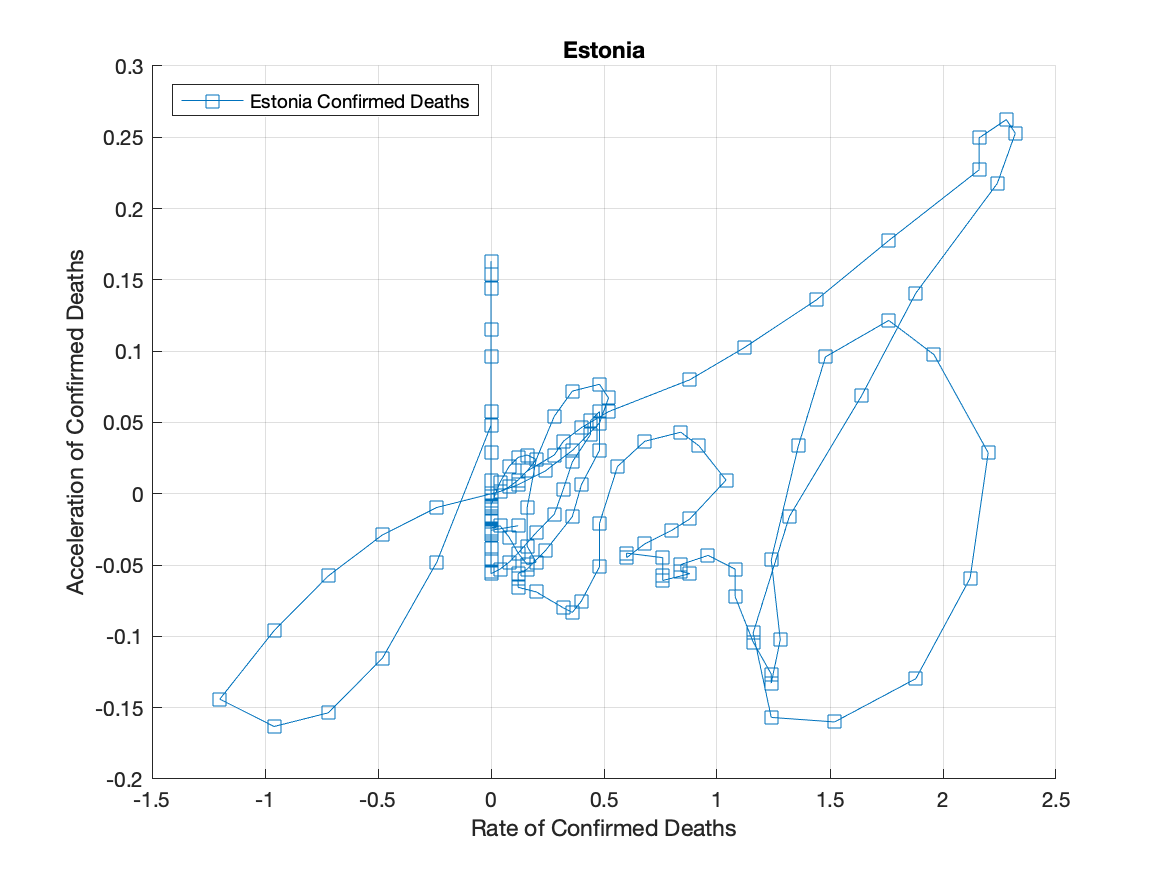 Estonia
Estonia Confirmed Deaths
0.3
0.25
0.2
0.15
0.1
0.05
0
-0.05
-0.1
-0.15
-0.2
Acceleration of Confirmed Deaths
-1.5 -1 -0.5 0 0.5 1 1.5 2 2.5
Rate of Confirmed Deaths